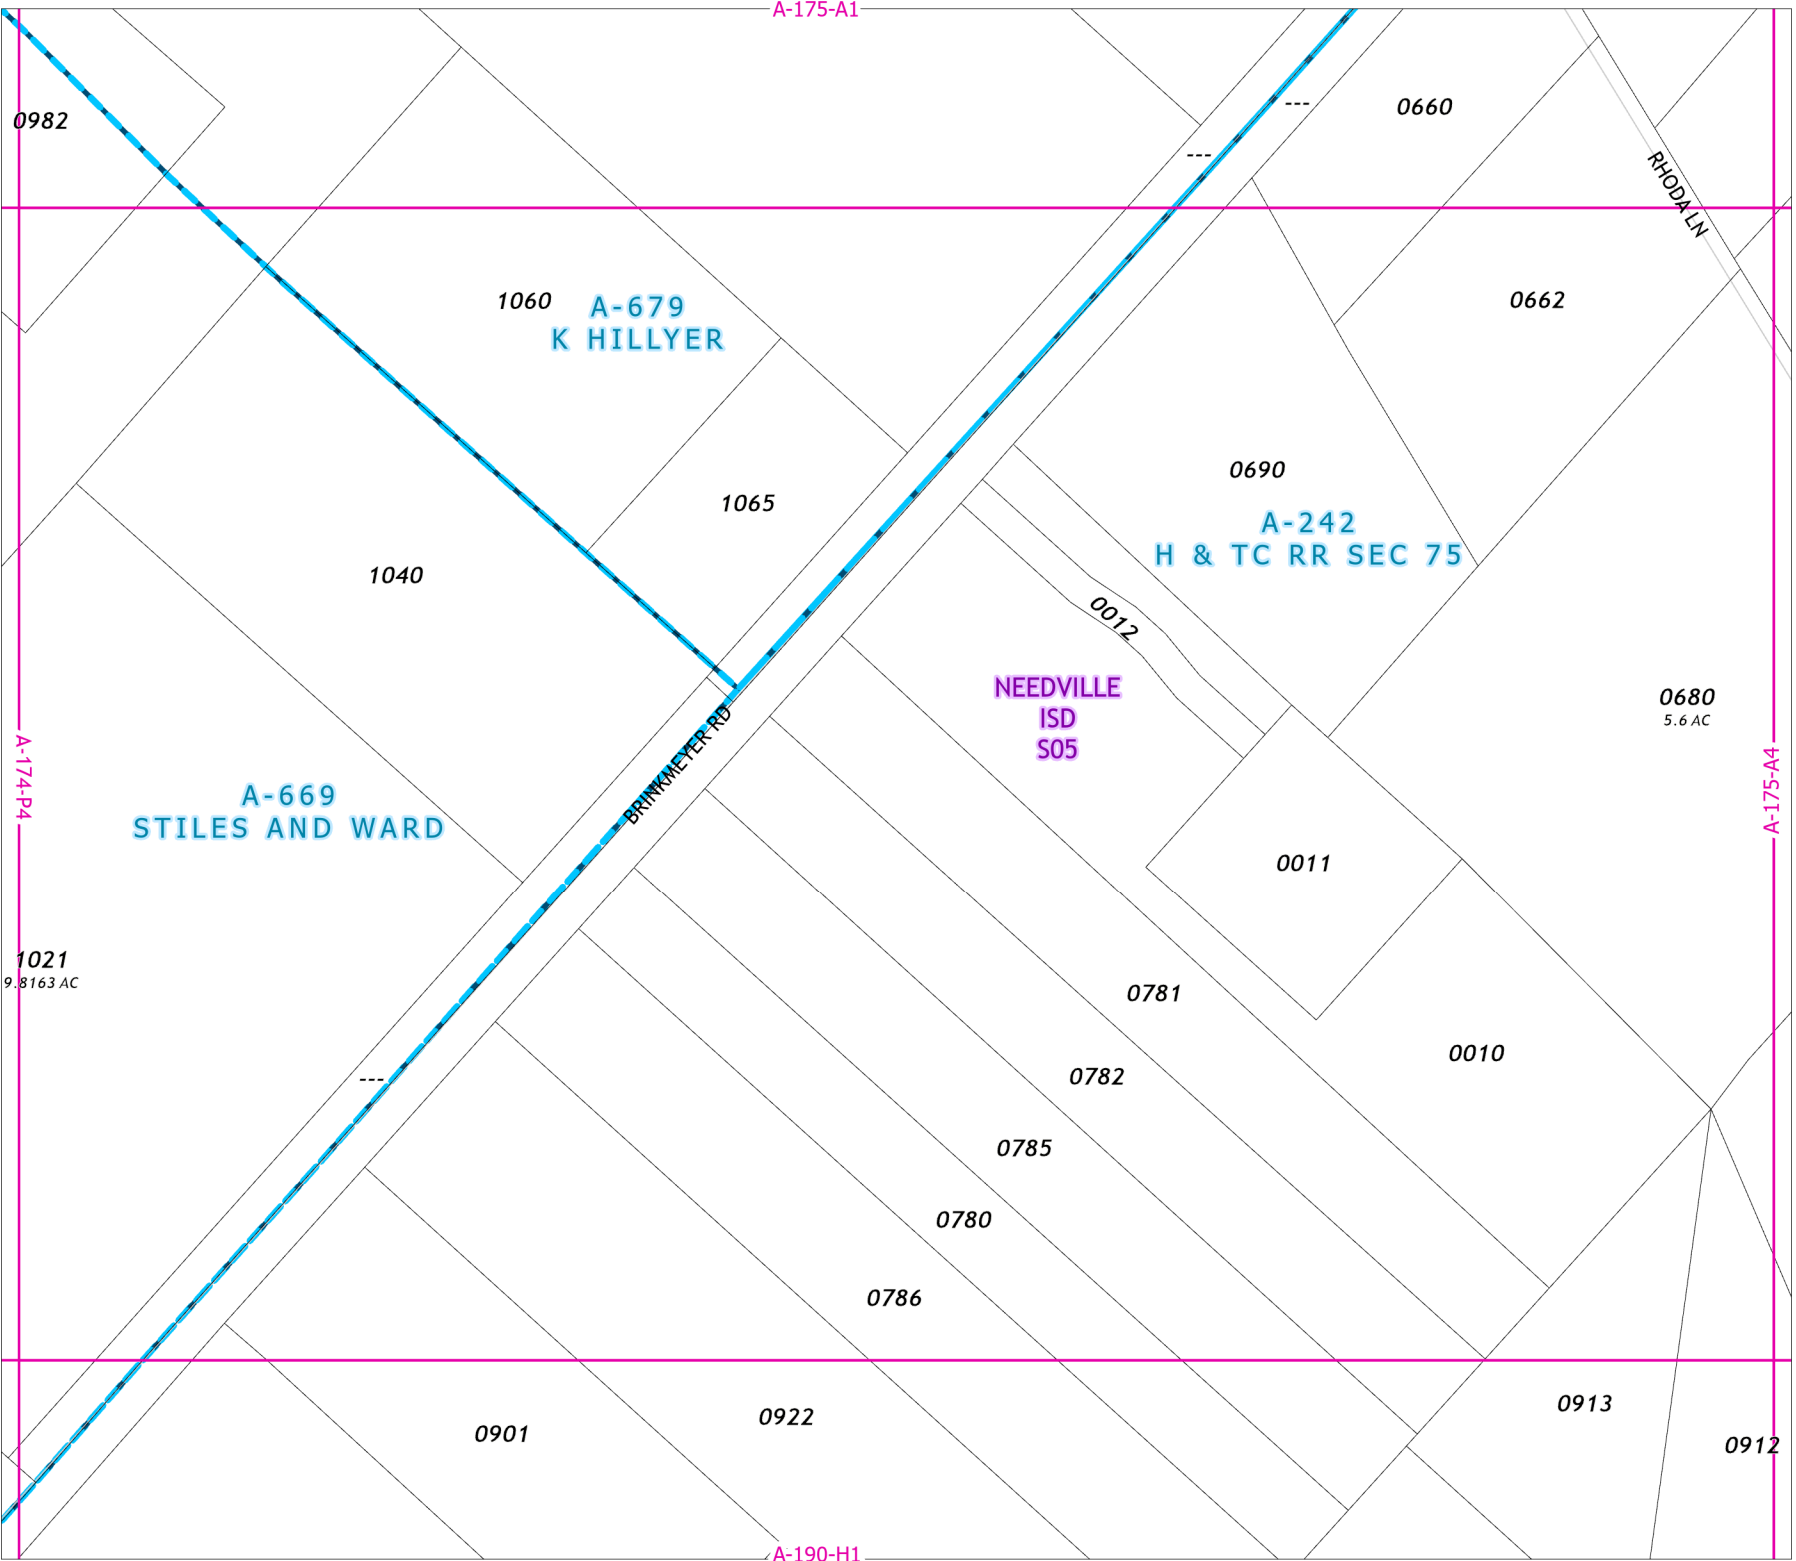 A-175-A1
0982
---
---
0660
RHODA LN
1060
A-679
K HILLYER
0662
1065
0690
A-242
H & TC RR SEC 75
1040
0012
NEEDVILLE
ISD
S05
0680
5.6 AC
A-174-P4
BRINKMEYER RD
A-175-A4
A-669
STILES AND WARD
0011
1021
9.8163 AC
0781
0010
---
0782
0785
0780
0786
0913
0922
0901
0912
A-190-H1